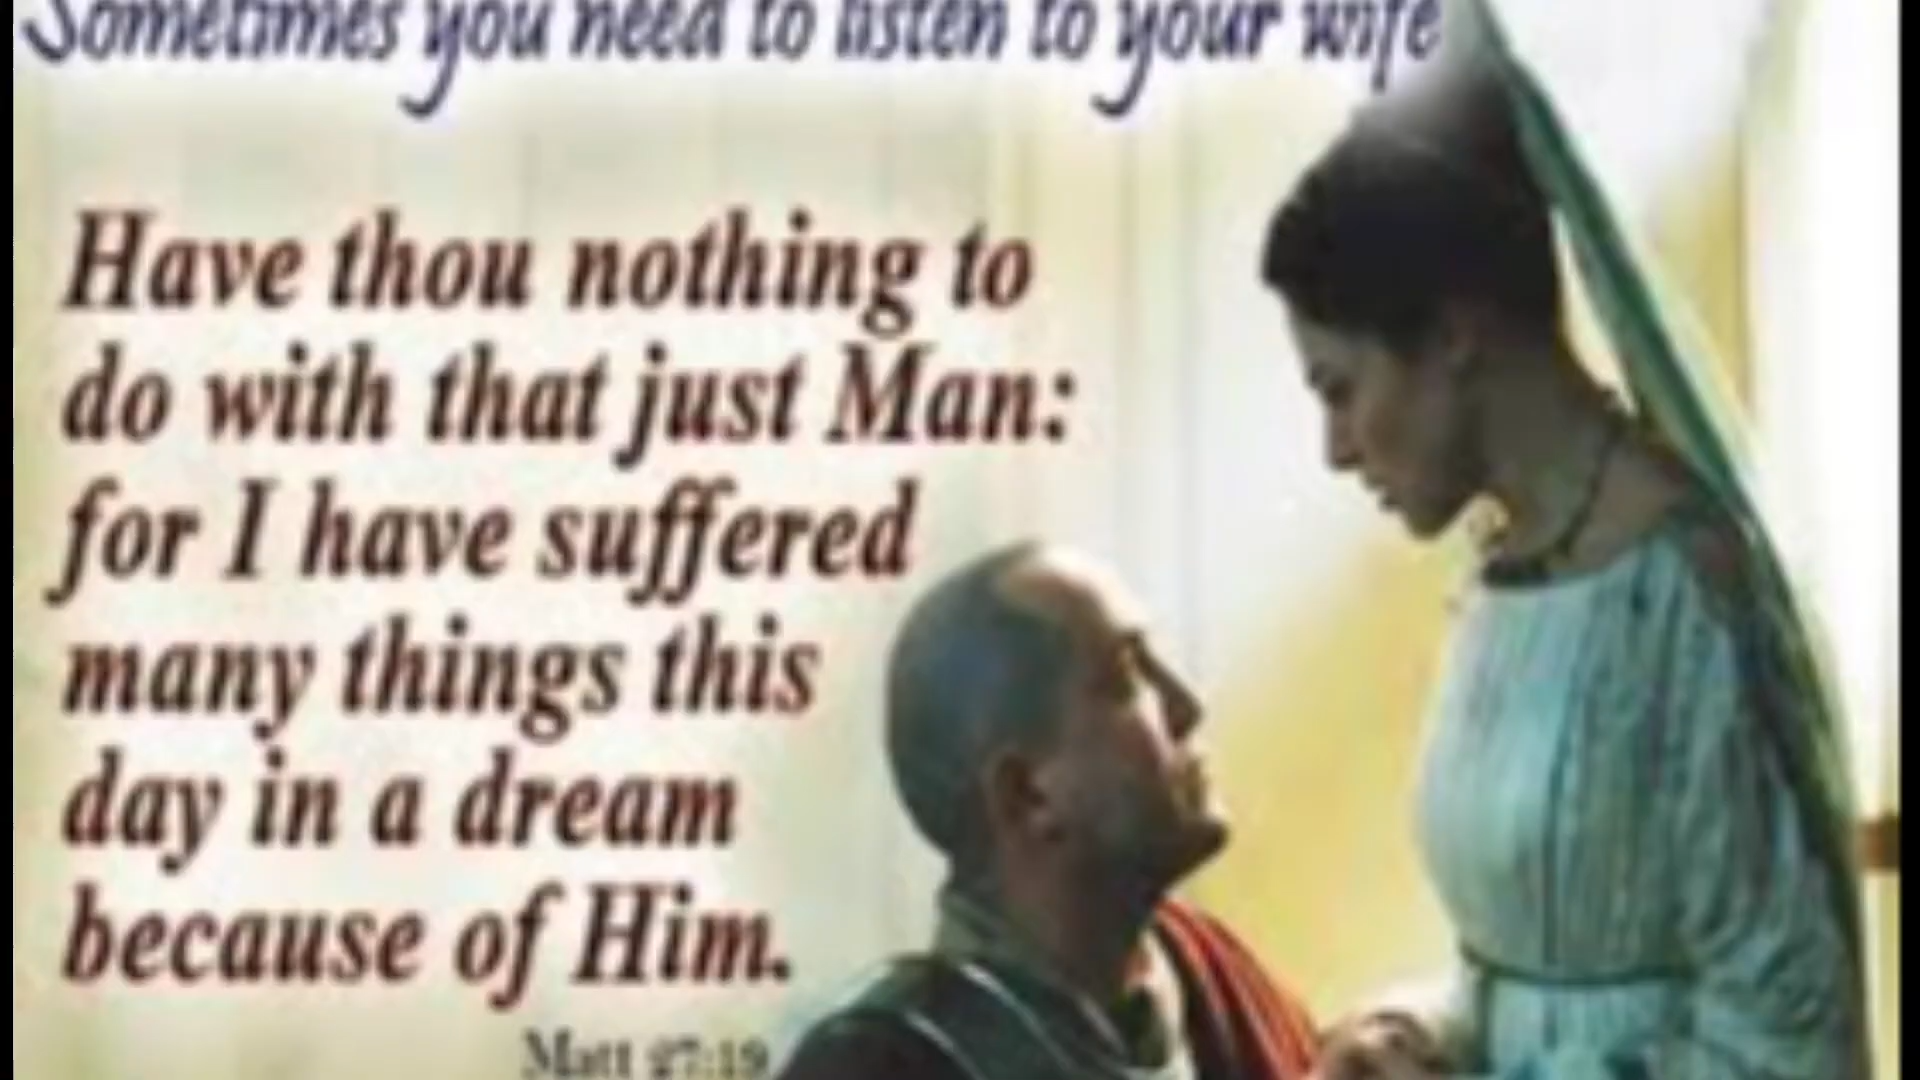 Sometimes you need to listen to your wife
Have thou nothing to
do with that just Man:
for I have suffered
many things this
day in a dream
because of Him.
Matt 27:19